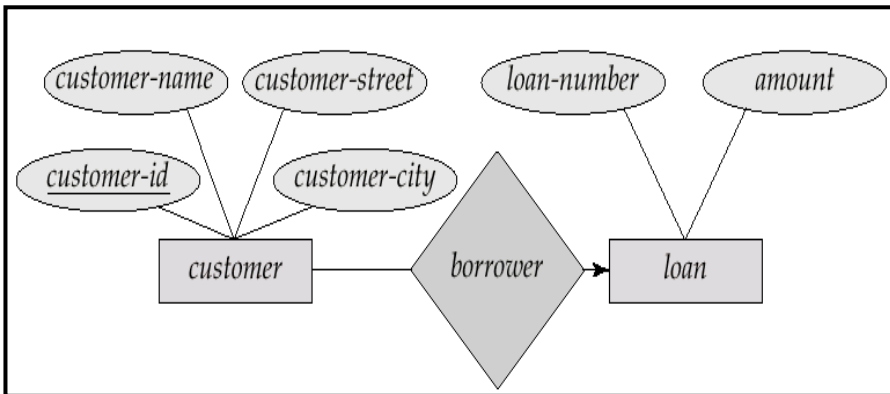 customer-name customer-street loan-number amount
customer-id customer-city
customer borrower loan